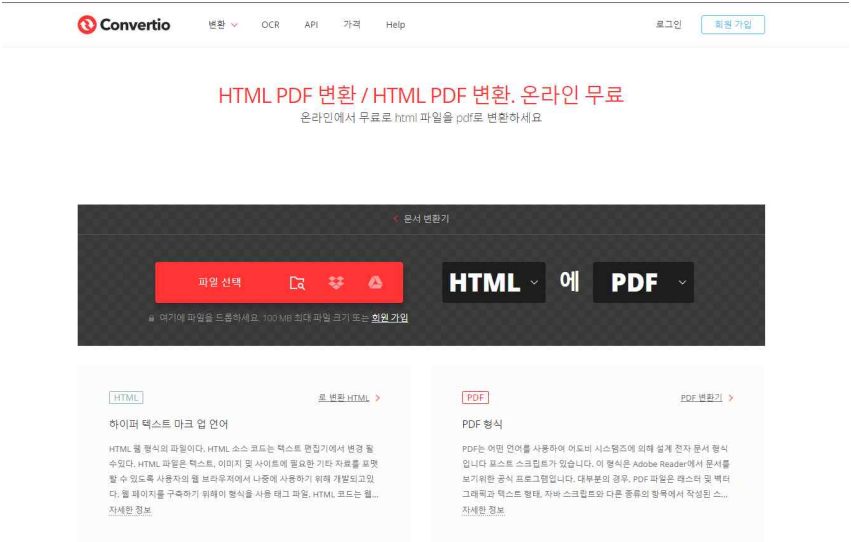 Convertio 변환 OCR API 가격 Help 로그인 회원 가입
HTML PDF 변환 / HTML PDF 변환. 온라인 무료
온라인에서 무료로 html 파일을 pdf로 변환하세요
문서 변환기
파일 선택
HTML 에 PDF
여기에 파일을 드롭하세요. 100 MB 최대 파일 크기 또는 회원 가입
HTML 로 변환 HTML
하이퍼 텍스트 마크 업 언어
HTML 웹 형식의 파일이다. HTML 소스 코드는 텍스트 편집기에서 변경 될
수있다. HTML 파일은 텍스트, 이미지 및 사이트에 필요한 기타 자료를 포맷
할 수 있도록 사용자의 웹 브라우저에서 나중에 사용하기 위해 개발되고있
다. 웹 페이지를 구축하기 위해이 형식을 사용 태그 파일. HTML 코드는 웹...
자세한 정보
PDF PDF 변환기
PDF 형식
PDF는 어떤 언어를 사용하여 어도비 시스템즈에 의해 설계 전자 문서 형식
입니다 포스트 스크립트가 있습니다. 이 형식은 Adobe Reader에서 문서를
보기위한 공식 프로그램입니다. 대부분의 경우, PDF 파일은 래스터 및 벡터
그래픽과 텍스트 형태, 자바 스크립트와 다른 종류의 항목에서 작성된 스...
자세한 정보